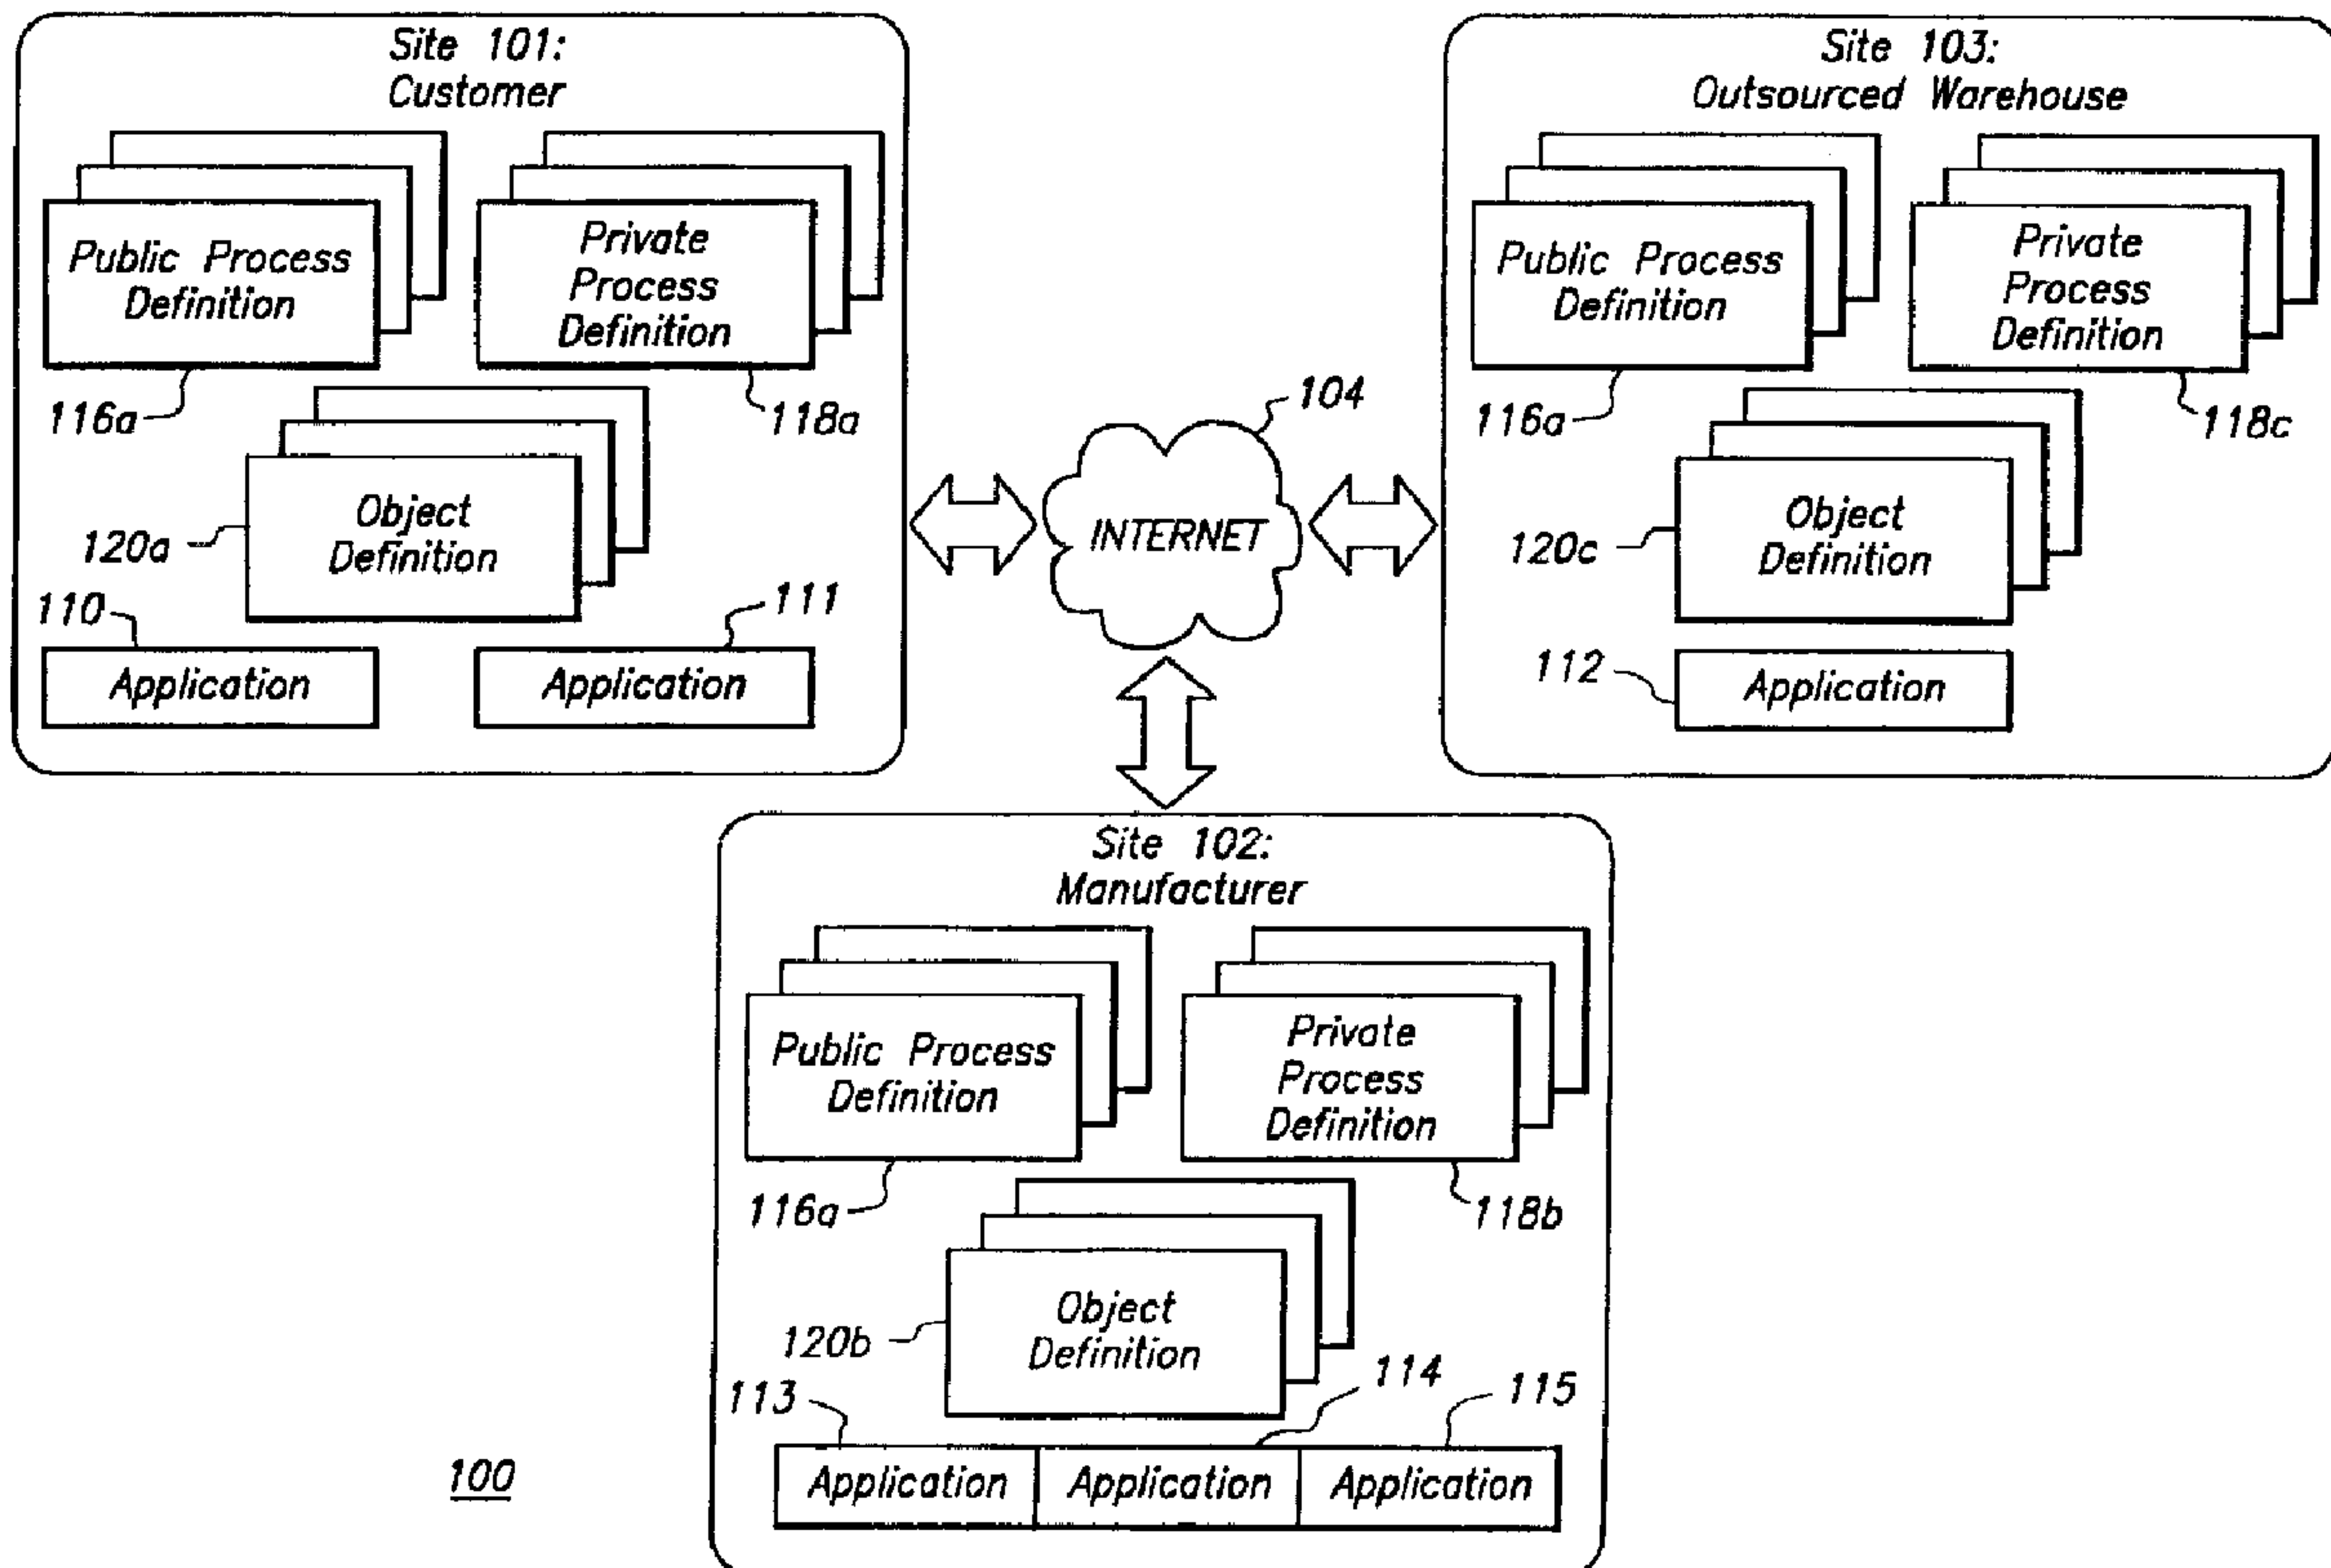 Site 101:
Customer
Public Process
Definition
Private
Process
Definition
116a
118a
Object
Definition
120a
110
111
Application
Application
104
INTERNET
Site 103:
Outsourced Warehouse
Public Process
Definition
Private
Process
Definition
116a
118c
Object
Definition
120c
112
Application
Site 102:
Manufacturer
Public Process
Definition
Private
Process
Definition
116a
118b
Object
Definition
120b
113
114
115
Application
Application
Application
100